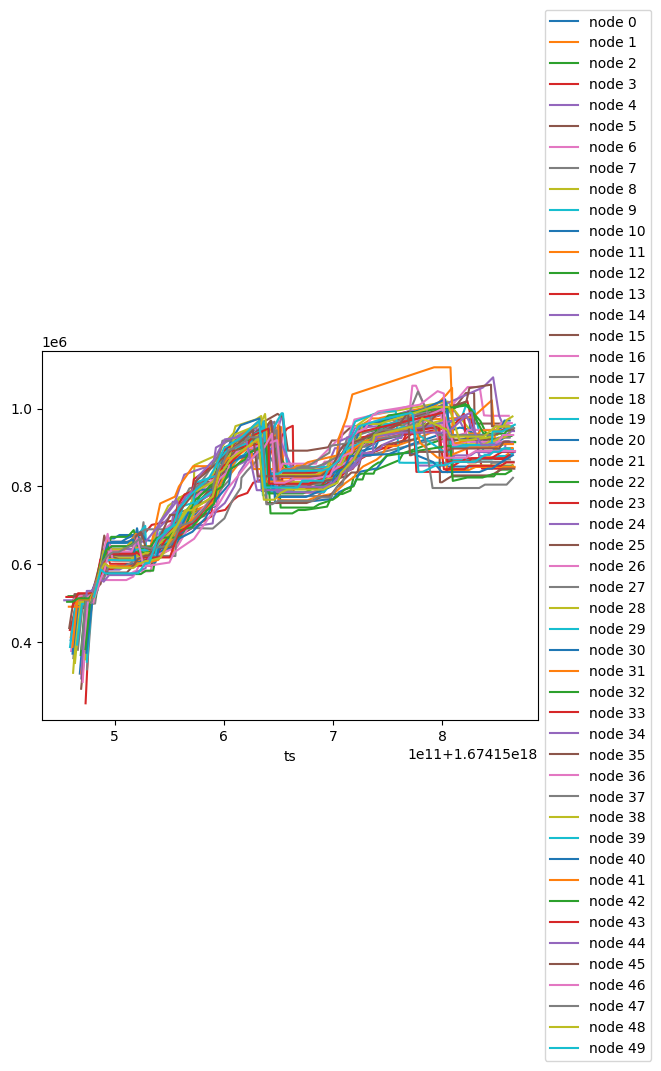 1e6
1.0
0.8
0.6
0.4
5 6 7 8
ts
1e11+1.67415e18
node 0
node 1
node 2
node 3
node 4
node 5
node 6
node 7
node 8
node 9
node 10
node 11
node 12
node 13
node 14
node 15
node 16
node 17
node 18
node 19
node 20
node 21
node 22
node 23
node 24
node 25
node 26
node 27
node 28
node 29
node 30
node 31
node 32
node 33
node 34
node 35
node 36
node 37
node 38
node 39
node 40
node 41
node 42
node 43
node 44
node 45
node 46
node 47
node 48
node 49